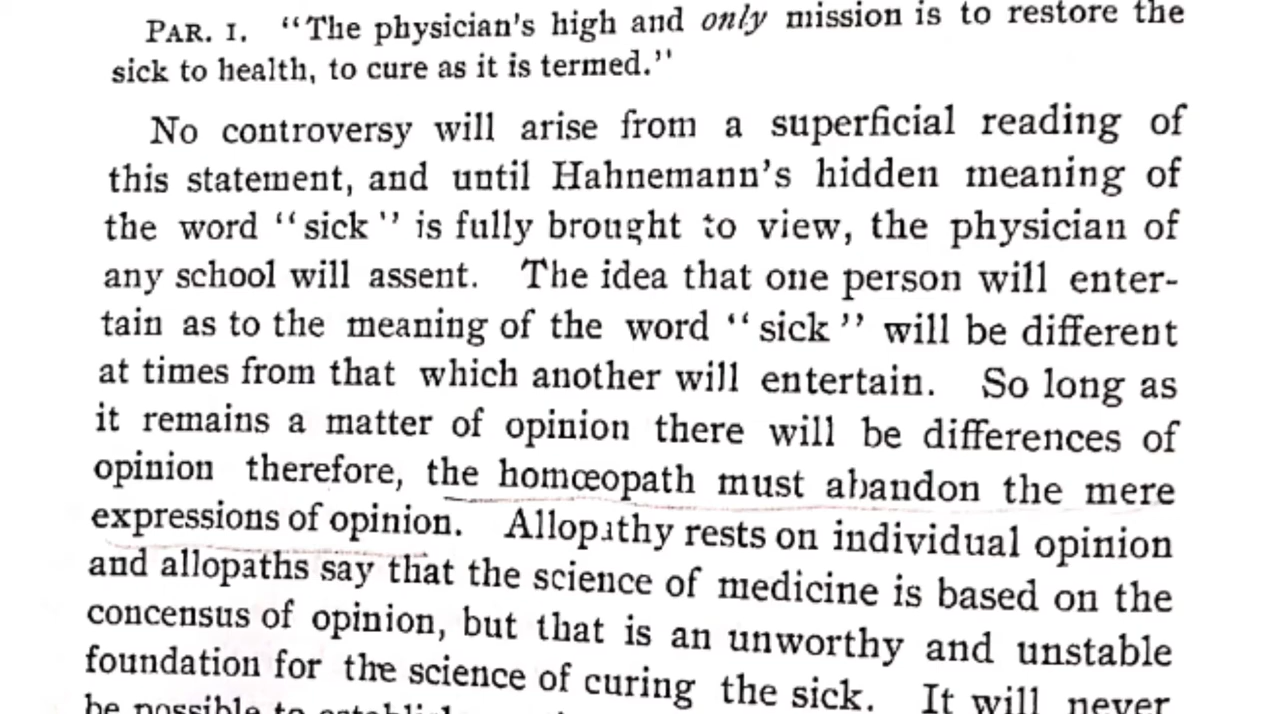 PAR. 1. “The physician's high and only mission is to restore the
sick to health, to cure as it is termed.”
No controversy will arise from a superficial reading of
this statement, and until Hahnemann's hidden meaning of
the word “sick” is fully brought to view, the physician of
any school will assent. The idea that one person will enter-
tain as to the meaning of the word “sick” will be different
at times from that which another will entertain. So long as
it remains a matter of opinion there will be differences of
opinion therefore, the homœopath must abandon the mere
expressions of opinion. Allopathy rests on individual opinion
and allopaths say that the science of medicine is based on the
concensus of opinion, but that is an unworthy and unstable
foundation for the science of curing the sick. It will never
be possible to establish